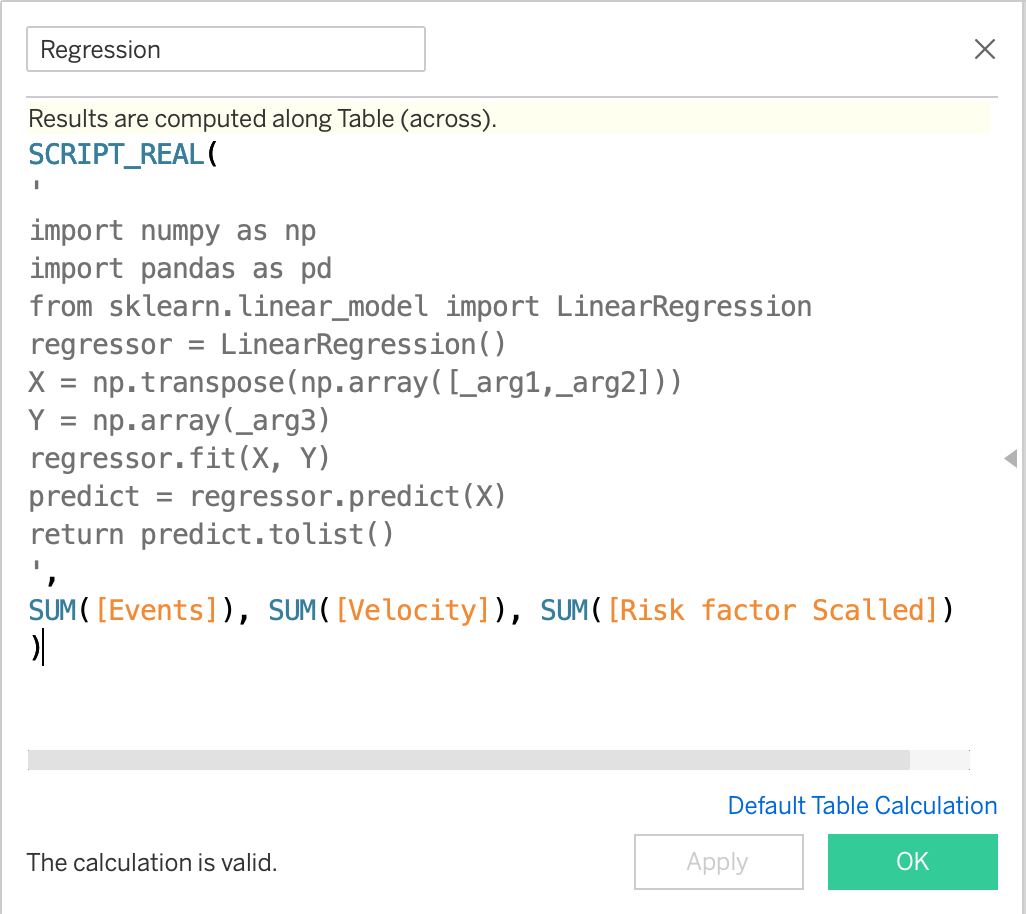 Regression
Results are computed along Table (across).
SCRIPT_REAL(
'
import numpy as np
import pandas as pd
from sklearn.linear_model import LinearRegression
regressor = LinearRegression()
X = np.transpose(np.array([_arg1,_arg2]))
Y = np.array(_arg3)
regressor.fit(X, Y)
predict = regressor.predict(X)
return predict.tolist()
',
SUM([Events]), SUM([Velocity]), SUM([Risk factor Scalled])
)
Default Table Calculation
The calculation is valid.
Apply
OK